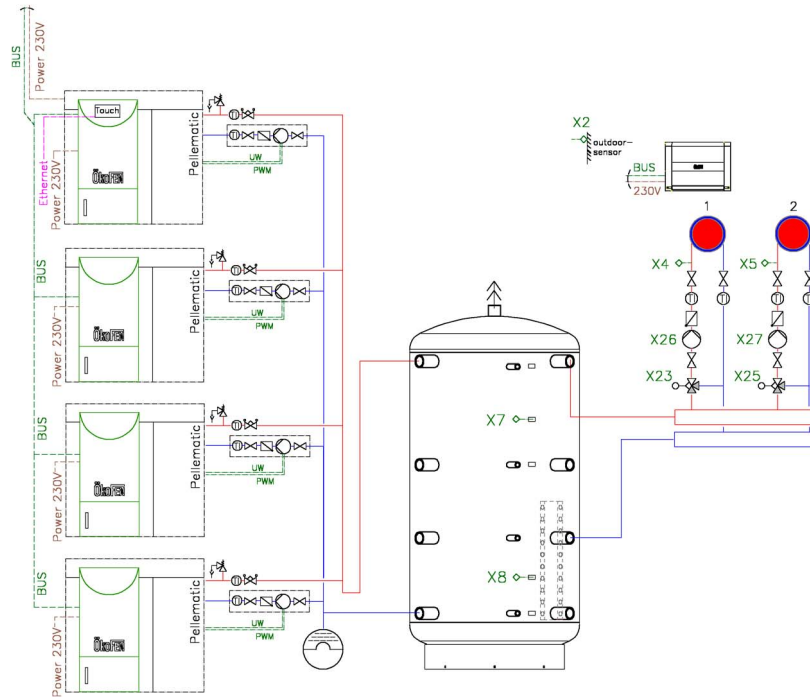 BUS
Power 230V
Touch
Ethernet
Power 230V
ÖkoFEN
Pellematic
UW
PWM
BUS
Power 230V
ÖkoFEN
Pellematic
UW
PWM
BUS
Power 230V
ÖkoFEN
Pellematic
UW
PWM
BUS
Power 230V
ÖkoFEN
Pellematic
UW
PWM
X7
X8
X2
outdoor-
sensor
BUS
230V
1
2
X4
X5
X26
X27
X23
X25